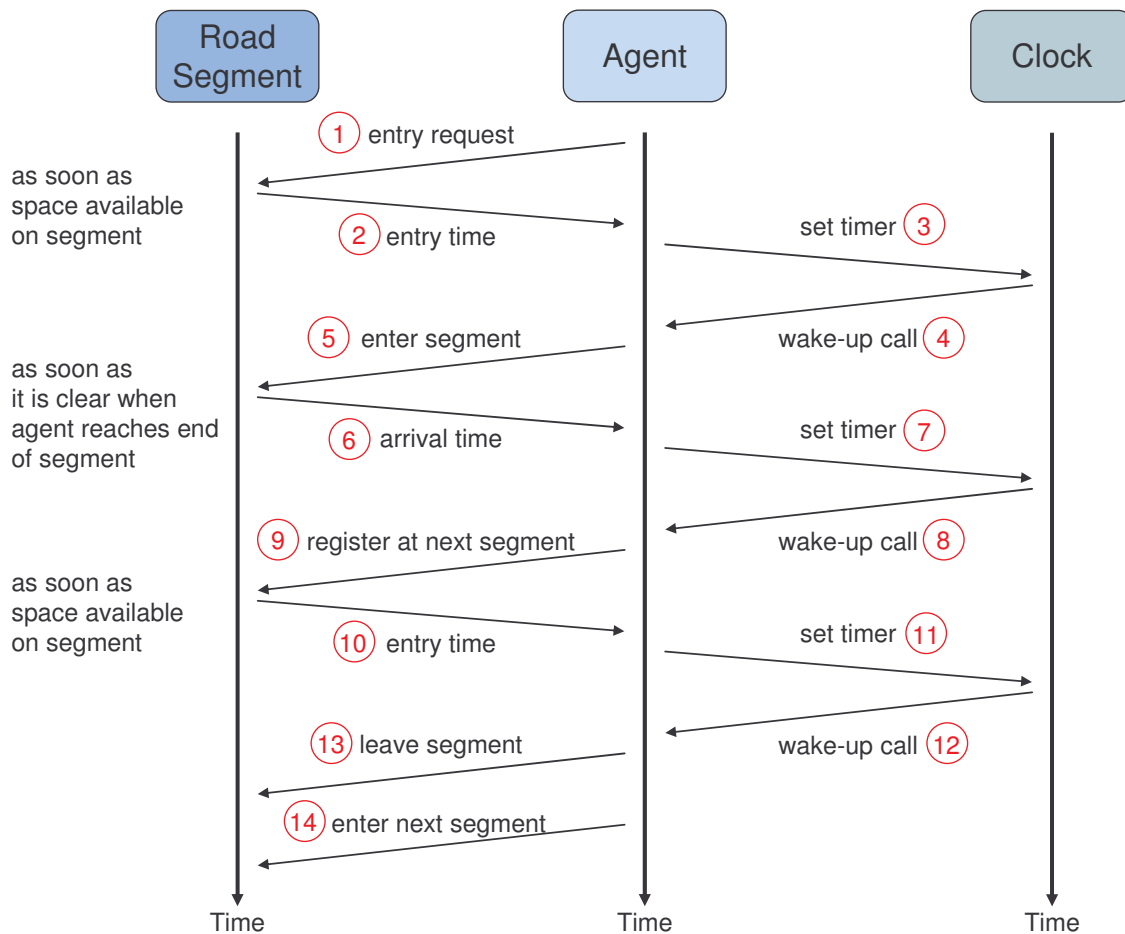 Road
Segment
Agent
Clock
1 entry request
as soon as
space available
on segment
2 entry time
set timer 3
5 enter segment
wake-up call 4
as soon as
it is clear when
agent reaches end
of segment
6 arrival time
set timer 7
9 register at next segment
wake-up call 8
as soon as
space available
on segment
10 entry time
set timer 11
13 leave segment
wake-up call 12
14 enter next segment
Time
Time
Time